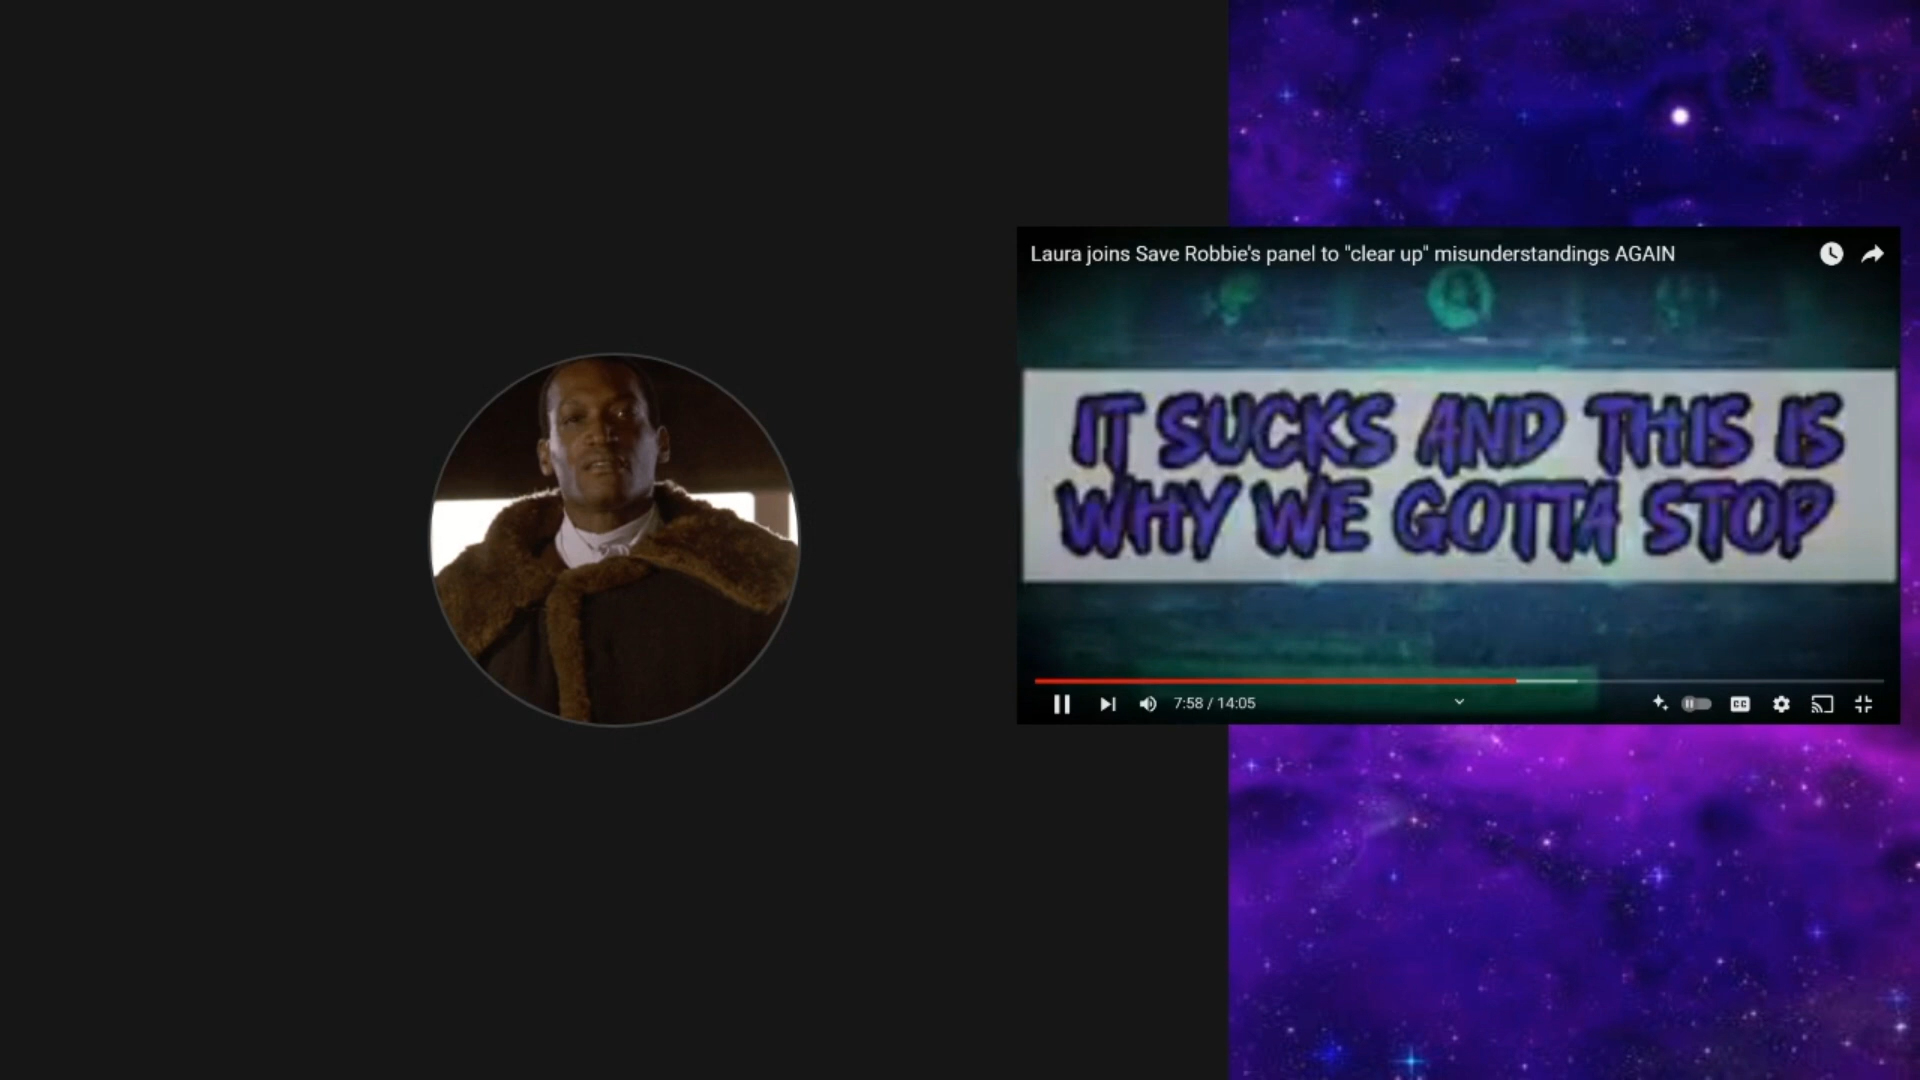 Laura joins Save Robbie's panel to "clear up" misunderstandings AGAIN
IT SUCKS AND THIS IS
WHY WE GOTTA STOP
7:58 / 14:05
CC